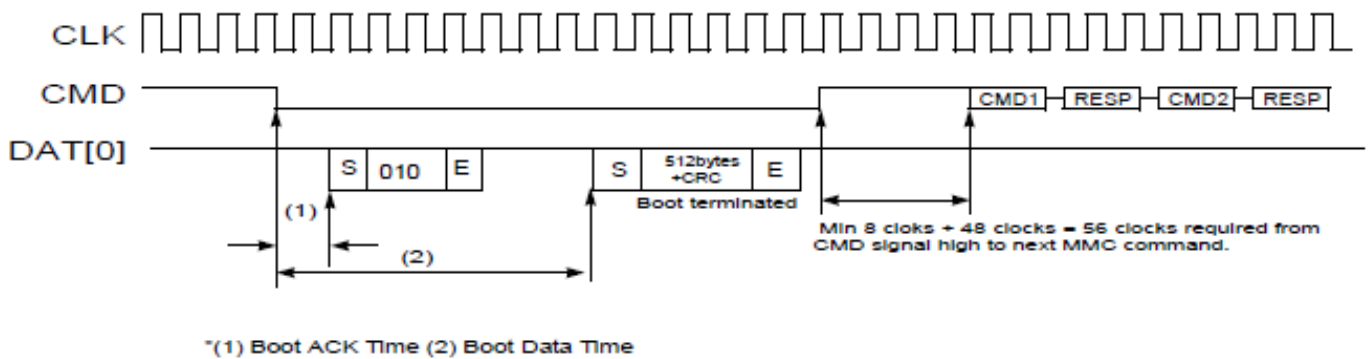 CLK
CMD
CMD1 RESP CMD2 RESP
DAT[0]
S 010 E S 512bytes +CRC E
Boot terminated
(1)
(2)
Min 8 cloks + 48 clocks = 56 clocks required from
CMD signal high to next MMC command.
*(1) Boot ACK Time (2) Boot Data Time